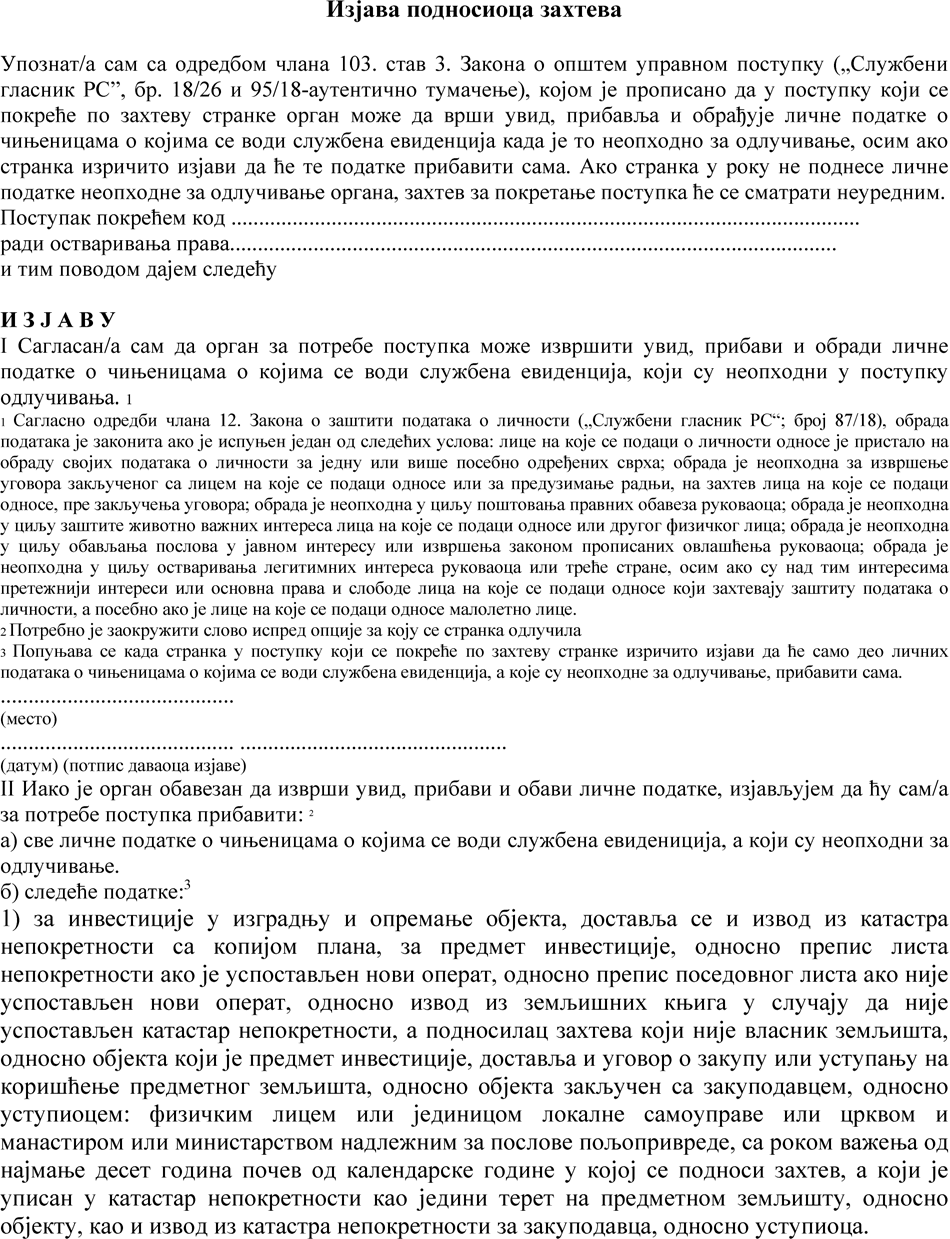 Изјава подносиоца захтева
Упознат/а сам са одредбом члана 103. став 3. Закона о општем управном поступку („Службени
гласник РС”, бр. 18/26 и 95/18-аутентично тумачење), којом је прописано да у поступку који се
покреће по захтеву странке орган може да врши увид, прибавља и обрађује личне податке о
чињеницама о којима се води службена евиденција када је то неопходно за одлучивање, осим ако
странка изричито изјави да ће те податке прибавити сама. Ако странка у року не поднесе личне
податке неопходне за одлучивање органа, захтев за покретање поступка ће се сматрати неуредним.
Поступак покрећем код .................................................................................................................
ради остваривања права.............................................................................................................
и тим поводом дајем следећу
И З Ј А В У
I Сагласан/а сам да орган за потребе поступка може извршити увид, прибави и обради личне
податке о чињеницама о којима се води службена евиденција, који су неопходни у поступку
одлучивања. 1
1 Сагласно одредби члана 12. Закона о заштити података о личности („Службени гласник РС“; број 87/18), обрада
података је законита ако је испуњен један од следећих услова: лице на које се подаци о личности односе је пристало на
обраду својих података о личности за једну или више посебно одређених сврха; обрада је неопходна за извршење
уговора закљученог са лицем на које се подаци односе или за предузимање радњи, на захтев лица на које се подаци
односе, пре закључења уговора; обрада је неопходна у циљу поштовања правних обавеза руковаоца; обрада је неопходна
у циљу заштите животно важних интереса лица на које се подаци односе или другог физичког лица; обрада је неопходна
у циљу обављања послова у јавном интересу или извршења законом прописаних овлашћења руковаоца; обрада је
неопходна у циљу остваривања легитимних интереса руковаоца или треће стране, осим ако су над тим интересима
претежнији интереси или основна права и слободе лица на које се подаци односе који захтевају заштиту података о
личности, а посебно ако је лице на које се подаци односе малолетно лице.
2 Потребно је заокружити слово испред опције за коју се странка одлучила
3 Попуњава се када странка у поступку који се покреће по захтеву странке изричито изјави да ће само део личних
података о чињеницама о којима се води службена евиденција, а које су неопходне за одлучивање, прибавити сама.
..........................................
(место)
.......................................... ................................................
(датум) (потпис даваоца изјаве)
II Иако је орган обавезан да изврши увид, прибави и обави личне податке, изјављујем да ћу сам/а
за потребе поступка прибавити: 2
а) све личне податке о чињеницама о којима се води службена евидениција, а који су неопходни за
одлучивање.
б) следеће податке:3
1) за инвестиције у изградњу и опремање објекта, доставља се и извод из катастра
непокретности са копијом плана, за предмет инвестиције, односно препис листа
непокретности ако је успостављен нови операт, односно препис поседовног листа ако није
успостављен нови операт, односно извод из земљишних књига у случају да није
успостављен катастар непокретности, а подносилац захтева који није власник земљишта,
односно објекта који је предмет инвестиције, доставља и уговор о закупу или уступању на
коришћење предметног земљишта, односно објекта закључен са закуподавцем, односно
уступиоцем: физичким лицем или јединицом локалне самоуправе или црквом и
манастиром или министарством надлежним за послове пољопривреде, са роком важења од
најмање десет година почев од календарске године у којој се подноси захтев, а који је
уписан у катастар непокретности као једини терет на предметном земљишту, односно
објекту, као и извод из катастра непокретности за закуподавца, односно уступиоца.